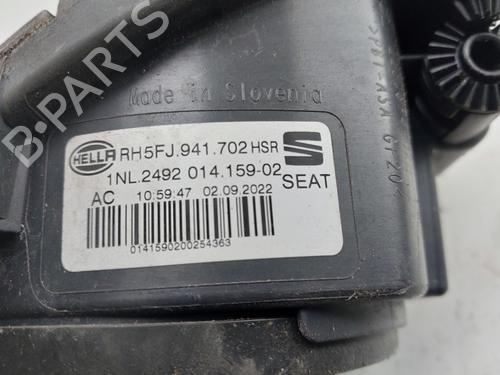 Made in Slovenia
HELLA RH5FJ.941.702 HSR
1NL.2492 014.159-02
SEAT
AC 10:59:47 02.09.2022
0141590200254363
B-PARTS